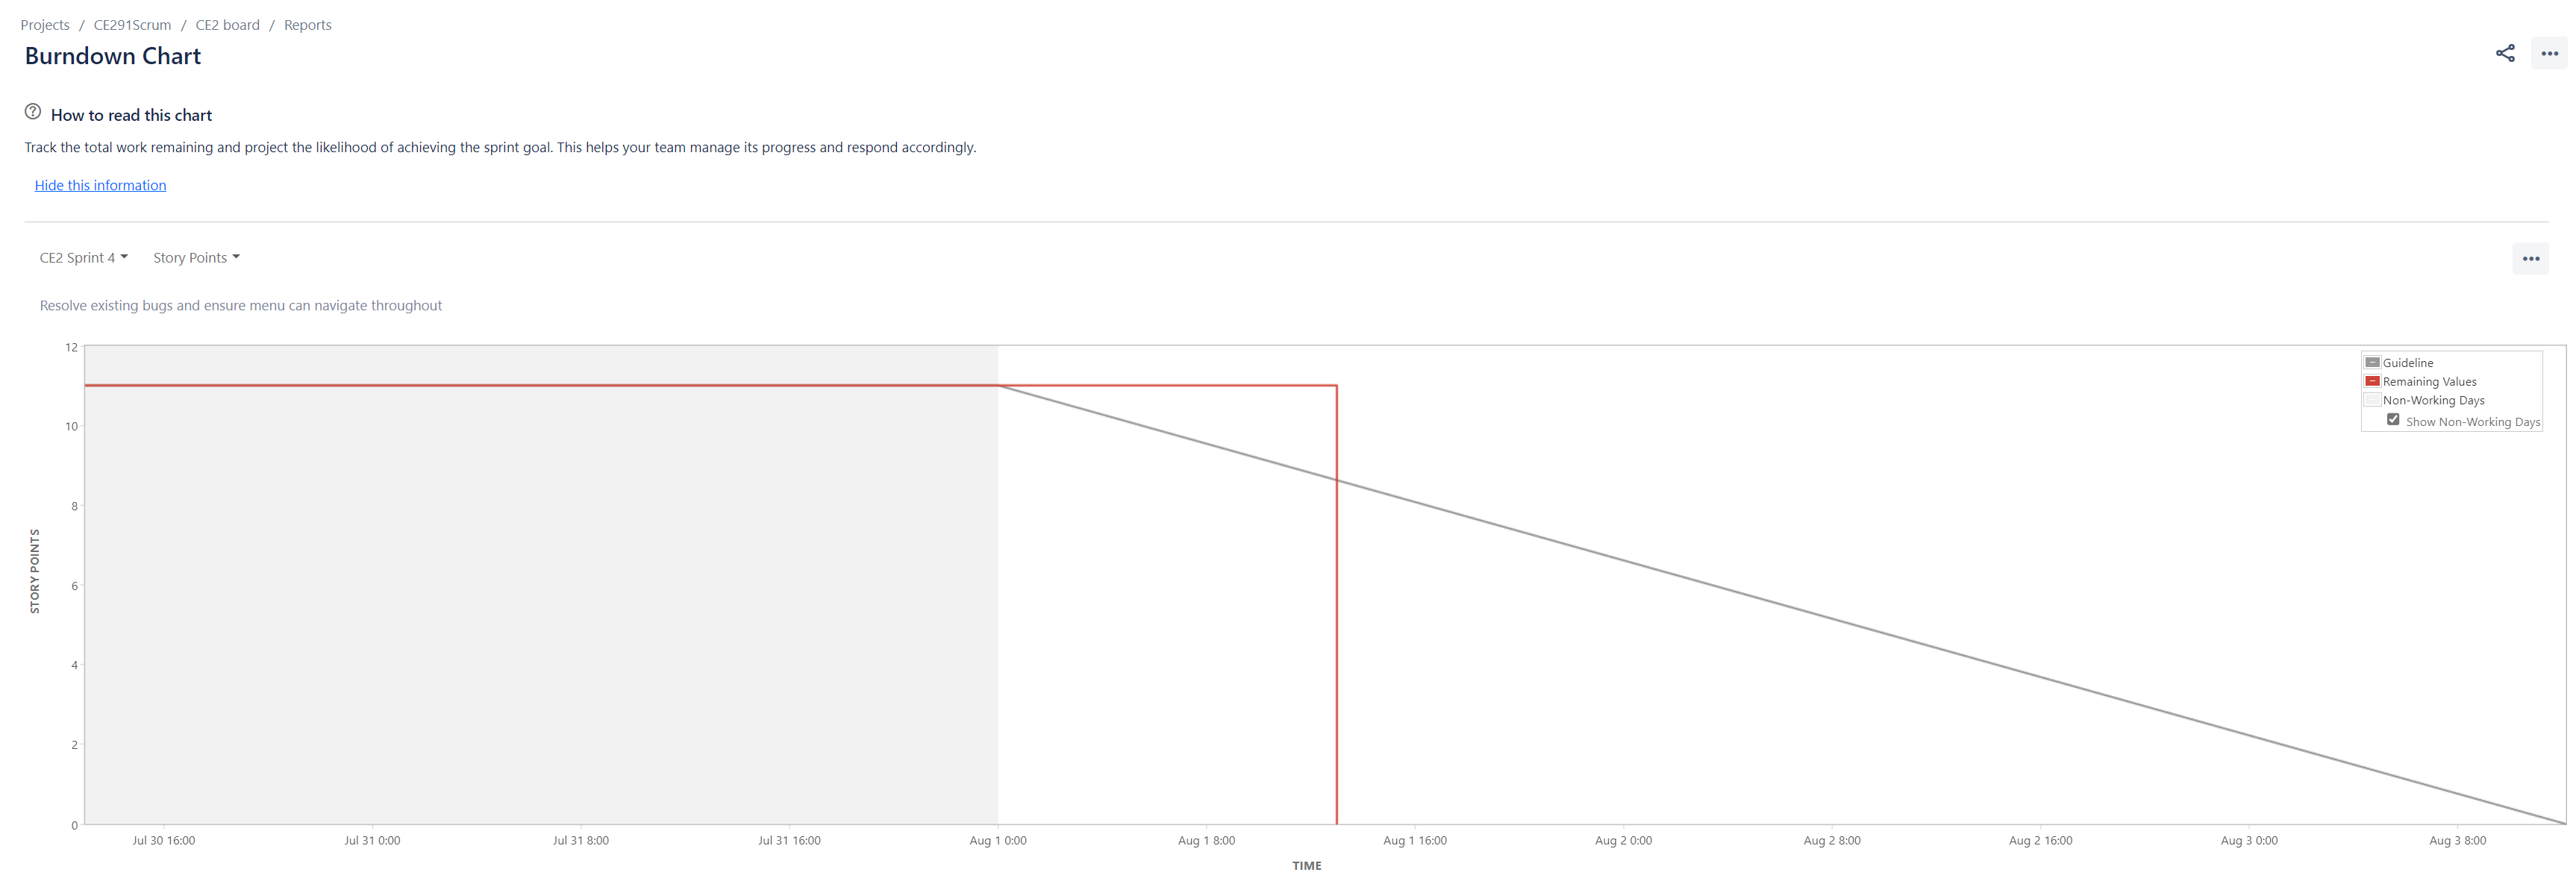 Projects / CE291Scrum / CE2 board / Reports
Burndown Chart
How to read this chart
Track the total work remaining and project the likelihood of achieving the sprint goal. This helps your team manage its progress and respond accordingly.
Hide this information
CE2 Sprint 4 Story Points
Resolve existing bugs and ensure menu can navigate throughout
12
10
8
6
4
2
0
STORY POINTS
Guideline
Remaining Values
Non-Working Days
Show Non-Working Days
Jul 30 16:00 Jul 31 0:00 Jul 31 8:00 Jul 31 16:00 Aug 1 0:00 Aug 1 8:00 Aug 1 16:00 Aug 2 0:00 Aug 2 8:00 Aug 2 16:00 Aug 3 0:00 Aug 3 8:00
TIME